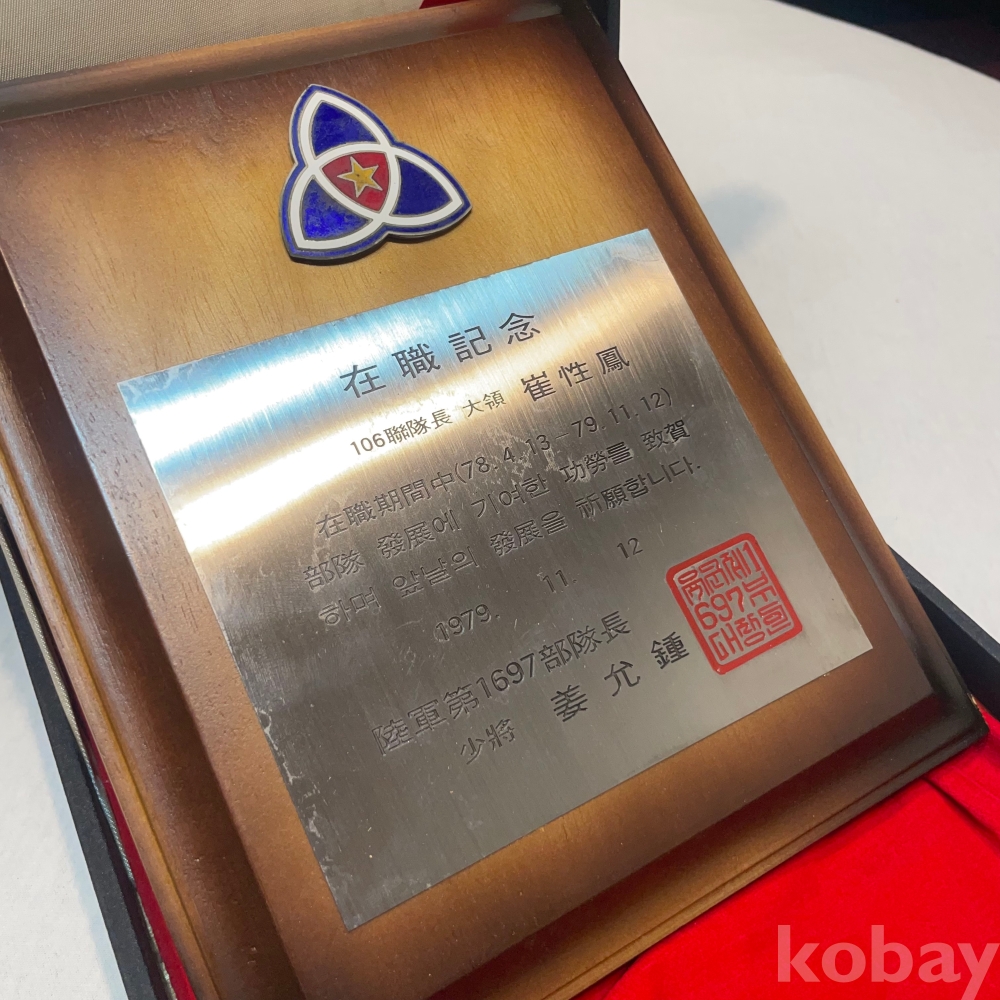 在職記念
106聯隊長 大領 崔性鳳
在職期間中(78.4.13-79.11.12)
部隊 發展에 기여한 功勞를 致賀
하며 앞날의 發展을 祈願합니다.
1979. 11. 12
陸軍第1697部隊長
少將 姜允鍾
1697
kobay